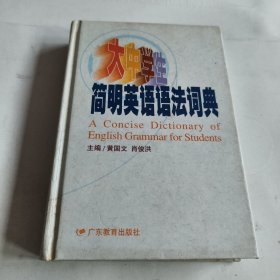 大中学生
简明英语语法词典
A Concise Dictionary of
English Grammar for Students
主编/黄国文 肖俊洪
广东教育出版社